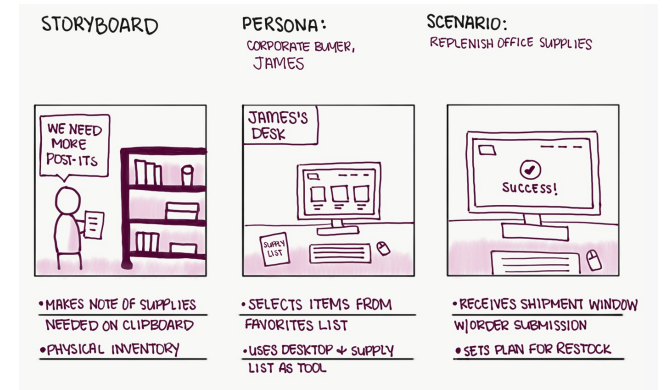 STORYBOARD
PERSONA:
CORPORATE BUYER,
JAMES
SCENARIO:
REPLENISH OFFICE SUPPLIES
WE NEED
MORE
POST-ITS
JAMES'S
DESK
SUPPLY
LIST
SUCCESS!
•MAKES NOTE OF SUPPLIES
NEEDED ON CLIPBOARD
•PHYSICAL INVENTORY
•SELECTS ITEMS FROM
FAVORITES LIST
•USES DESKTOP + SUPPLY
LIST AS TOOL
•RECEIVES SHIPMENT WINDOW
W/ORDER SUBMISSION
•SETS PLAN FOR RESTOCK